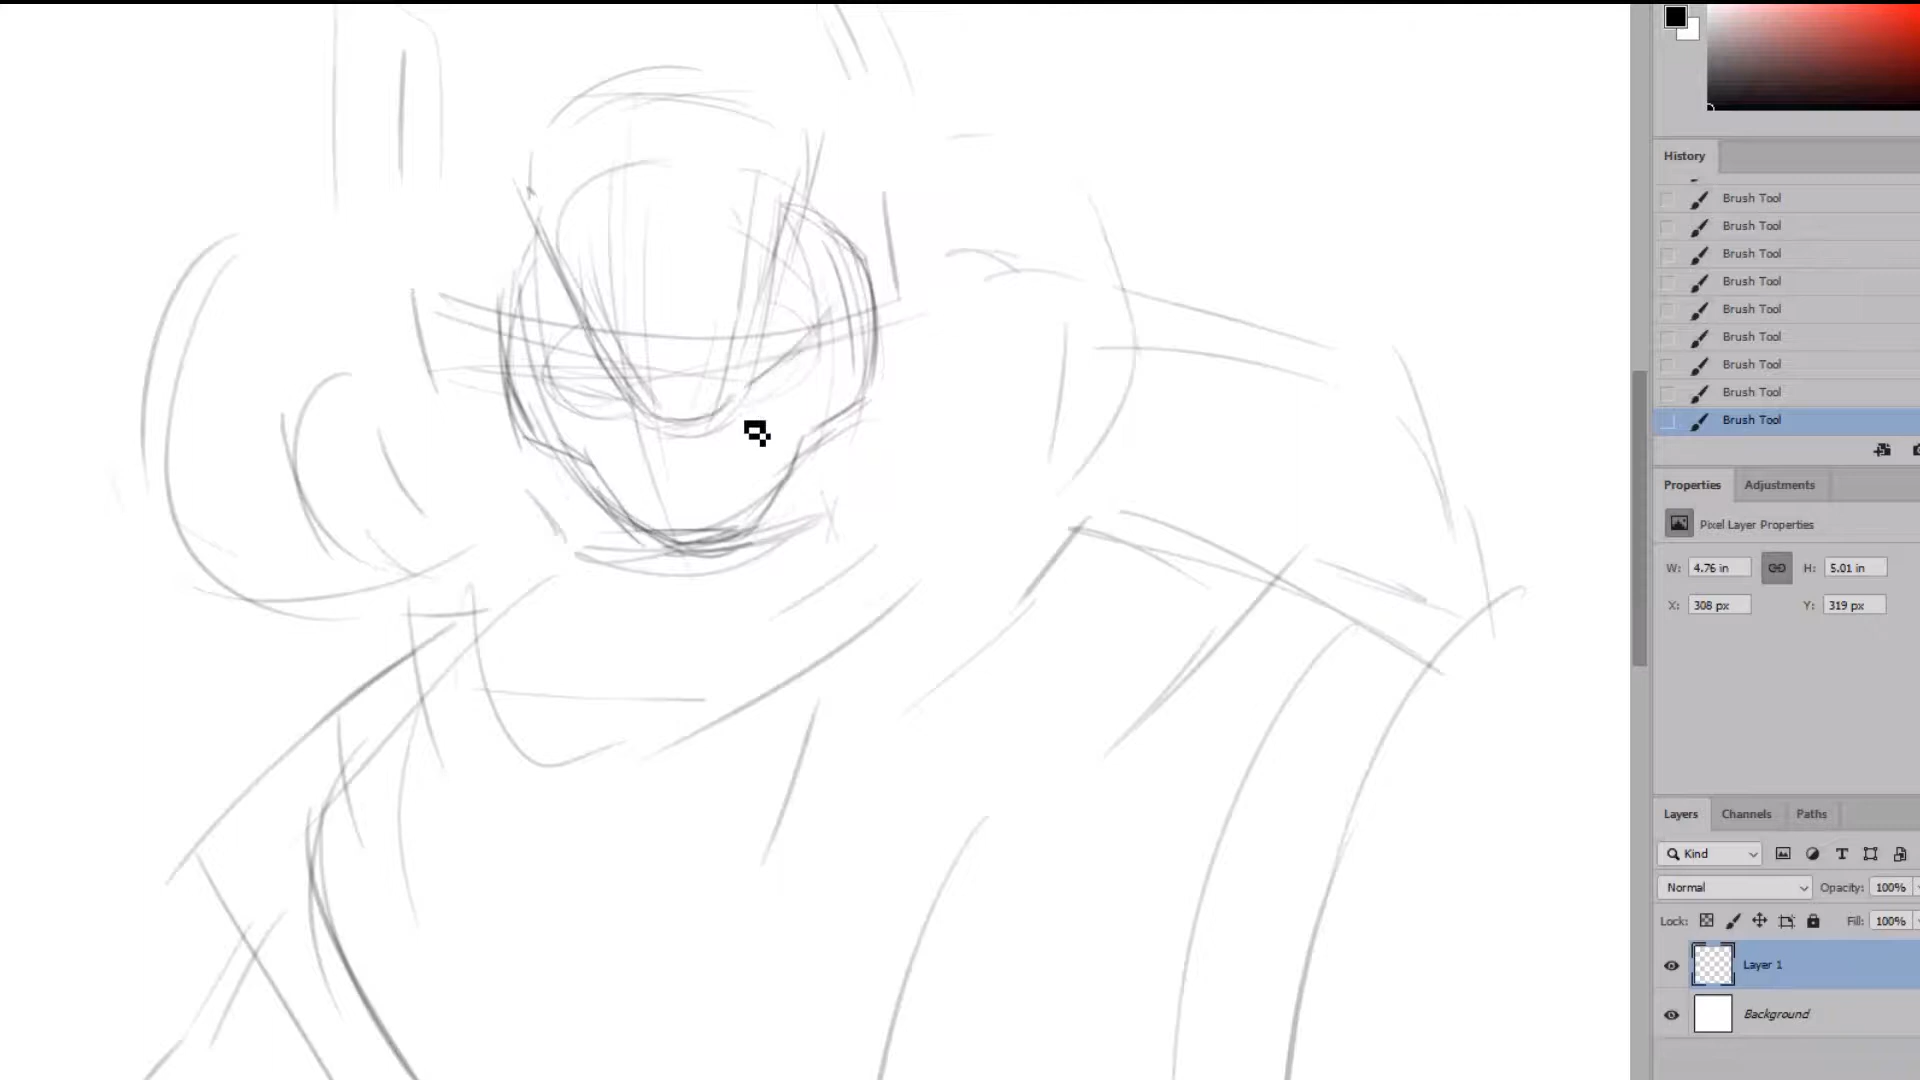 History
Brush Tool
Brush Tool
Brush Tool
Brush Tool
Brush Tool
Brush Tool
Brush Tool
Brush Tool
Brush Tool
Properties Adjustments
Pixel Layer Properties
W: 4.76 in H: 5.01 in
X: 308 px Y: 319 px
Layers Channels Paths
Kind
Normal Opacity: 100%
Lock: Fill: 100%
Layer 1
Background